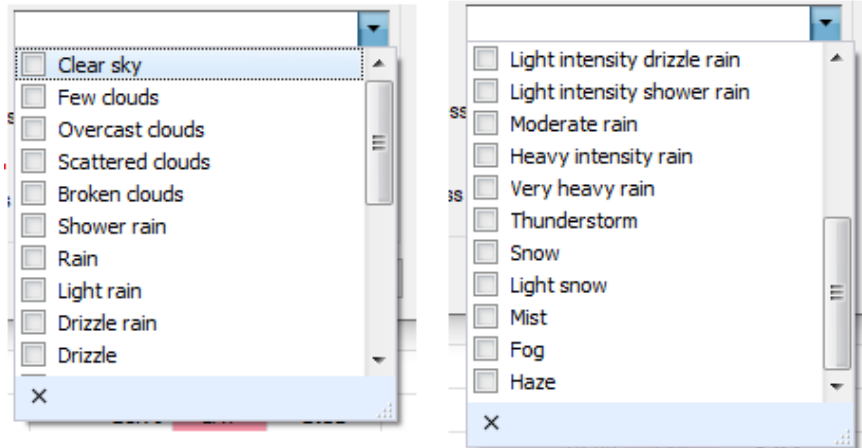 Clear sky
Few clouds
Overcast clouds
Scattered clouds
Broken clouds
Shower rain
Rain
Light rain
Drizzle rain
Drizzle
Light intensity drizzle rain
Light intensity shower rain
Moderate rain
Heavy intensity rain
Very heavy rain
Thunderstorm
Snow
Light snow
Mist
Fog
Haze